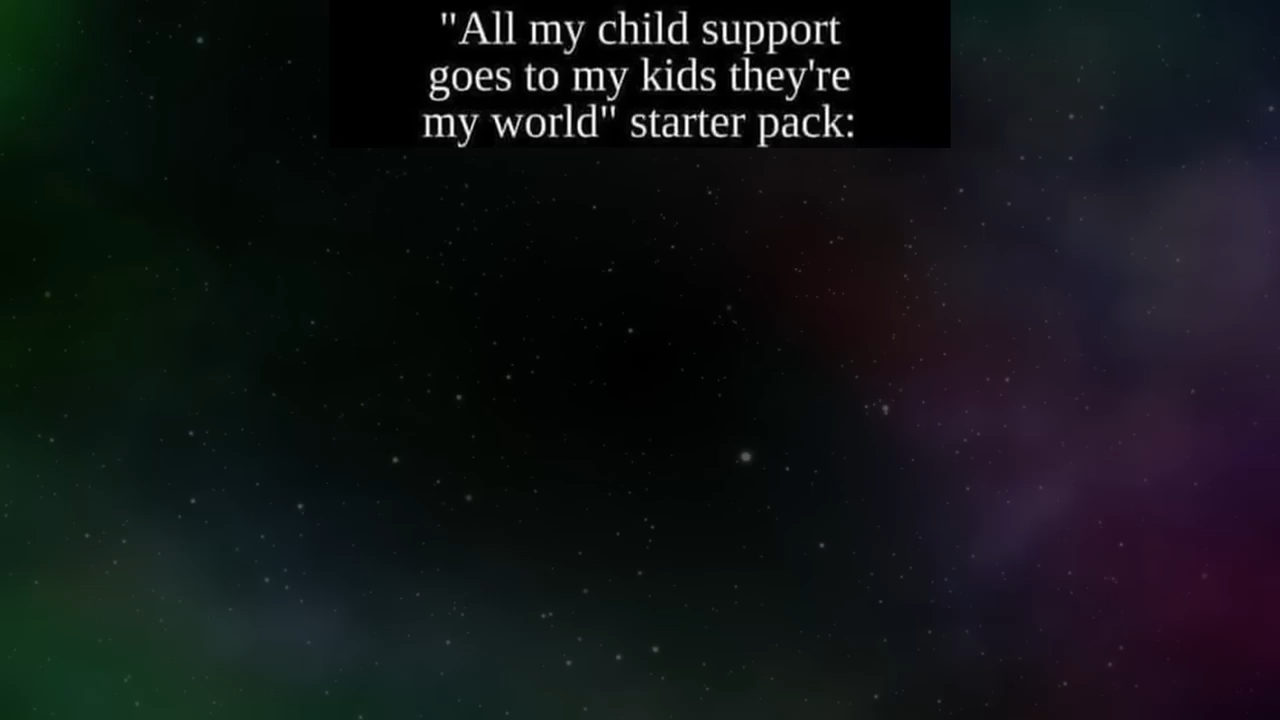 "All my child support
goes to my kids they're
my world" starter pack: